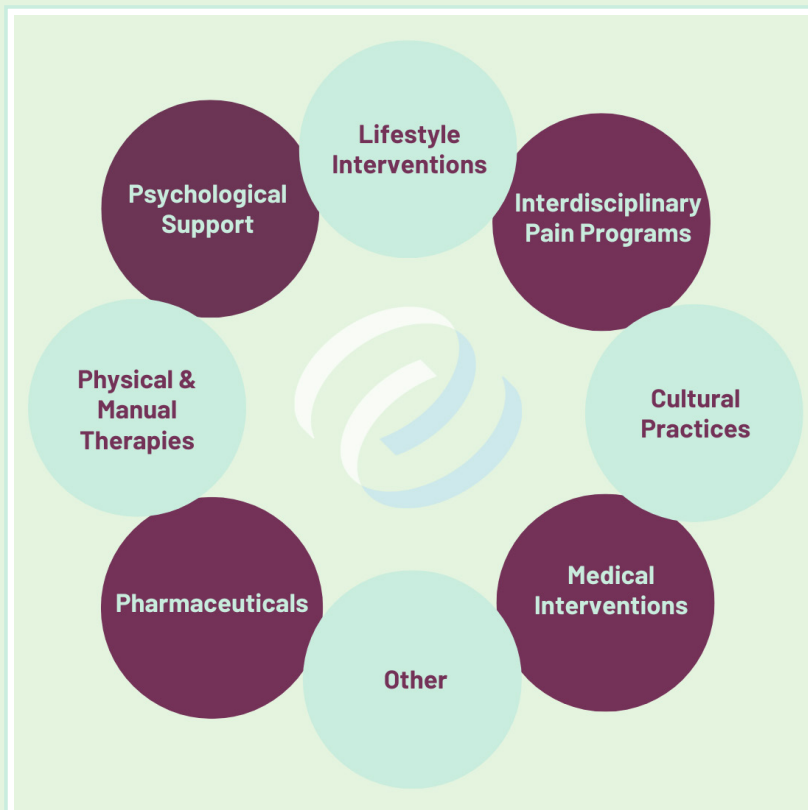 Lifestyle
Interventions
Psychological
Support
Interdisciplinary
Pain Programs
Physical &
Manual
Therapies
Cultural
Practices
Pharmaceuticals
Medical
Interventions
Other